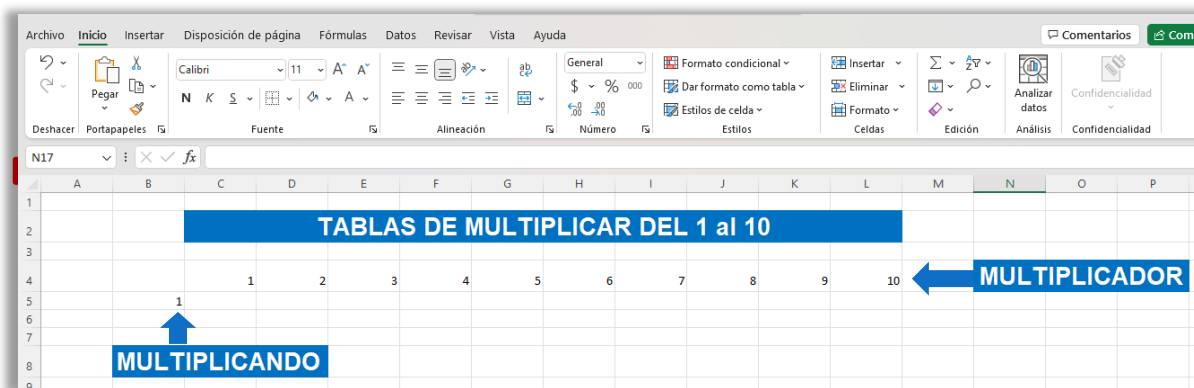 Archivo Inicio Insertar Disposición de página Fórmulas Datos Revisar Vista Ayuda Comentarios Com
Pegar
Calibri 11 A A
N K S A
ab
General
$ % 000
Formato condicional
Dar formato como tabla
Estilos de celda
Insertar
Eliminar
Formato
Analizar
datos
Confidencialidad
Deshacer Portapapeles Fuente Alineación Número Estilos Celdas Edición Análisis Confidencialidad
N17 fx
A B C D E F G H I J K L M N O P
1
2 TABLAS DE MULTIPLICAR DEL 1 al 10
3
4 1 2 3 4 5 6 7 8 9 10 MULTIPLICADOR
5 1
6
7
8 MULTIPLICANDO
9